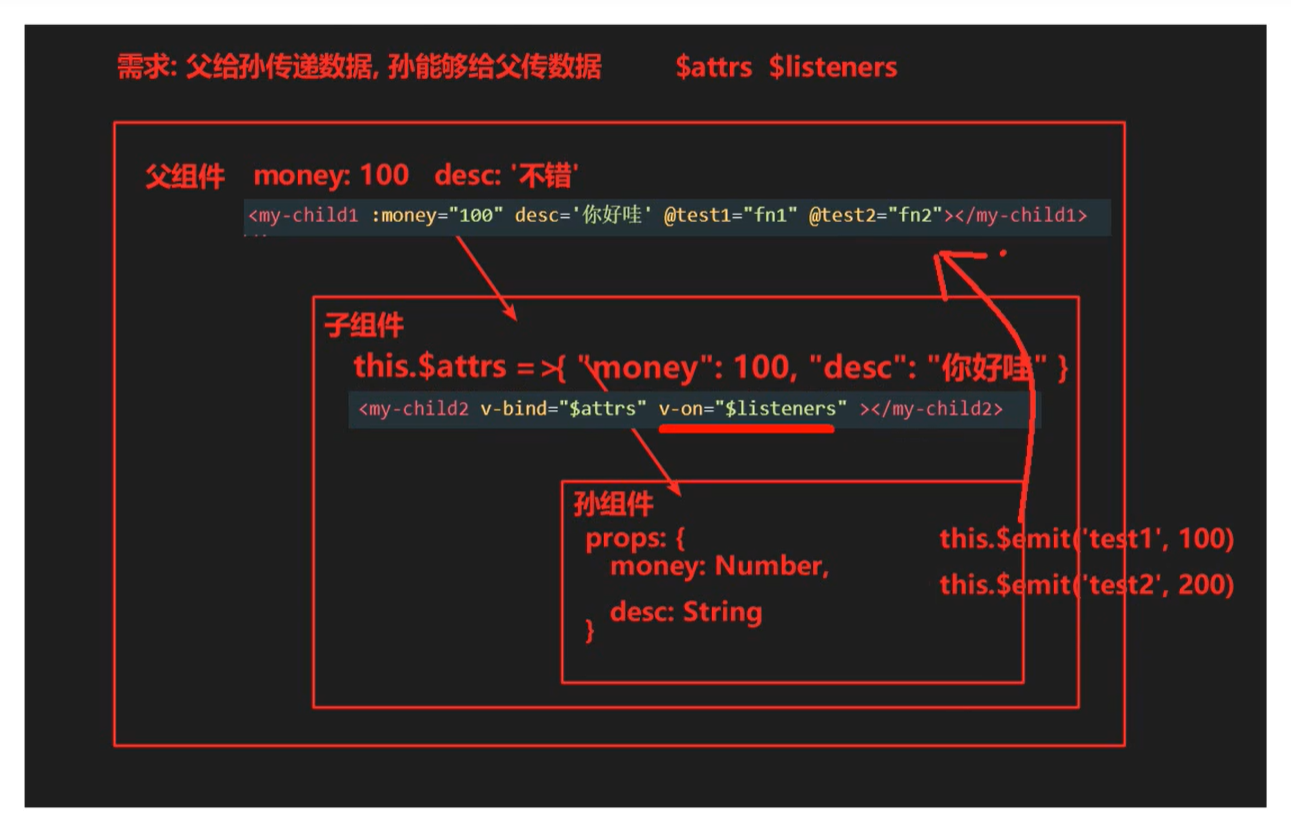 需求: 父给孙传递数据, 孙能够给父传数据 $attrs $listeners
父组件 money: 100 desc: '不错'
<my-child1 :money="100" desc='你好哇' @test1="fn1" @test2="fn2"></my-child1>
子组件
this.$attrs => { "money": 100, "desc": "你好哇" }
<my-child2 v-bind="$attrs" v-on="$listeners" ></my-child2>
孙组件
props: {
money: Number,
desc: String
}
this.$emit('test1', 100)
this.$emit('test2', 200)